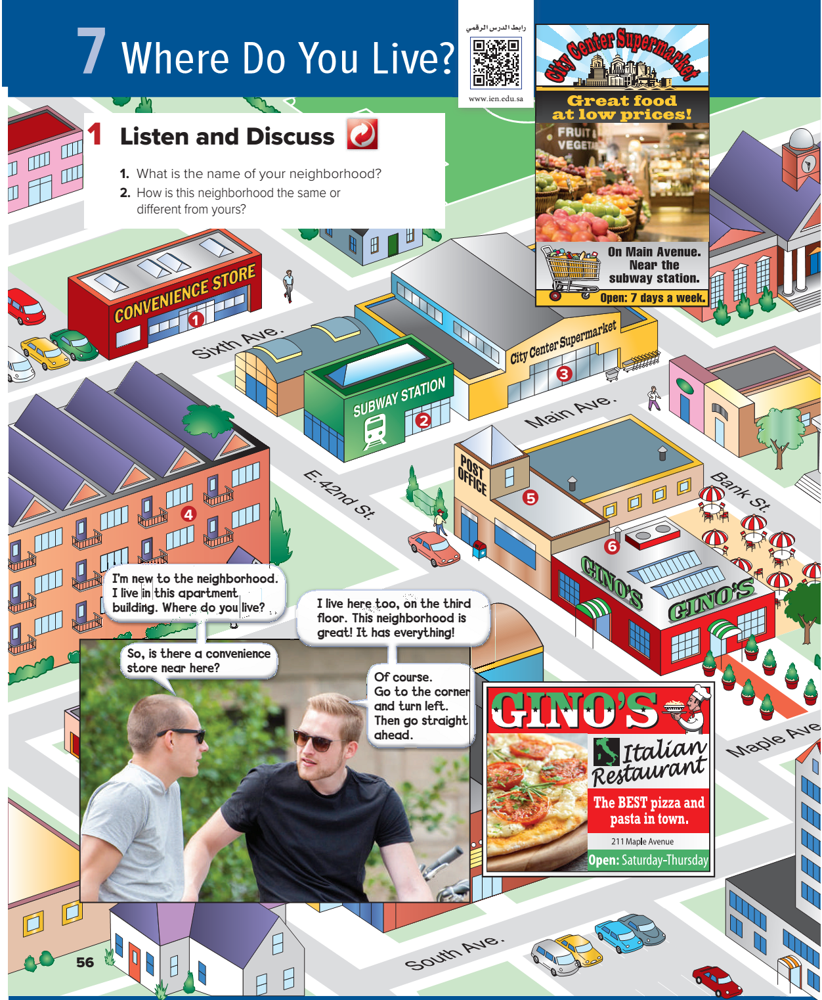 7 Where Do You Live?
رابط الدرس الرقمي
www.ien.edu.sa
City Center Supermarket
Great food
at low prices!
FRUIT &
On Main Avenue.
Near the
subway station.
Open: 7 days a week.
1 Listen and Discuss
1. What is the name of your neighborhood?
2. How is this neighborhood the same or
different from yours?
CONVENIENCE STORE
1
Sixth Ave.
City Center Supermarket
3
SUBWAY STATION
2
Main Ave.
E. 42nd St.
POST
OFFICE
5
Bank St.
4
6
GINO'S
GINO'S
I'm new to the neighborhood.
I live in this apartment
building. Where do you live?
I live here too, on the third
floor. This neighborhood is
great! It has everything!
So, is there a convenience
store near here?
Of course.
Go to the corner
and turn left.
Then go straight
ahead.
GINO'S
Italian
Restaurant
The BEST pizza and
pasta in town.
211 Maple Avenue
Open: Saturday–Thursday
Maple Ave.
South Ave.
56